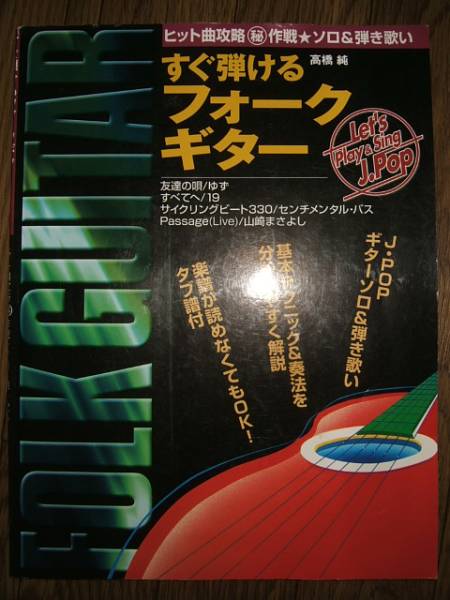 ヒット曲攻略㊙作戦★ソロ&弾き歌い
すぐ弾ける
高橋 純
フォーク
ギター
Let's
Play & Sing
J.Pop
友達の唄/ゆず
すべてへ/19
サイクリングビート330/センチメンタル・バス
Passage(Live)/山崎まさよし
J・POP
ギターソロ&弾き歌い
基本テクニック&奏法を
分かりやすく解説
楽譜が読めなくてもOK!
タブ譜付
FOLK GUITAR